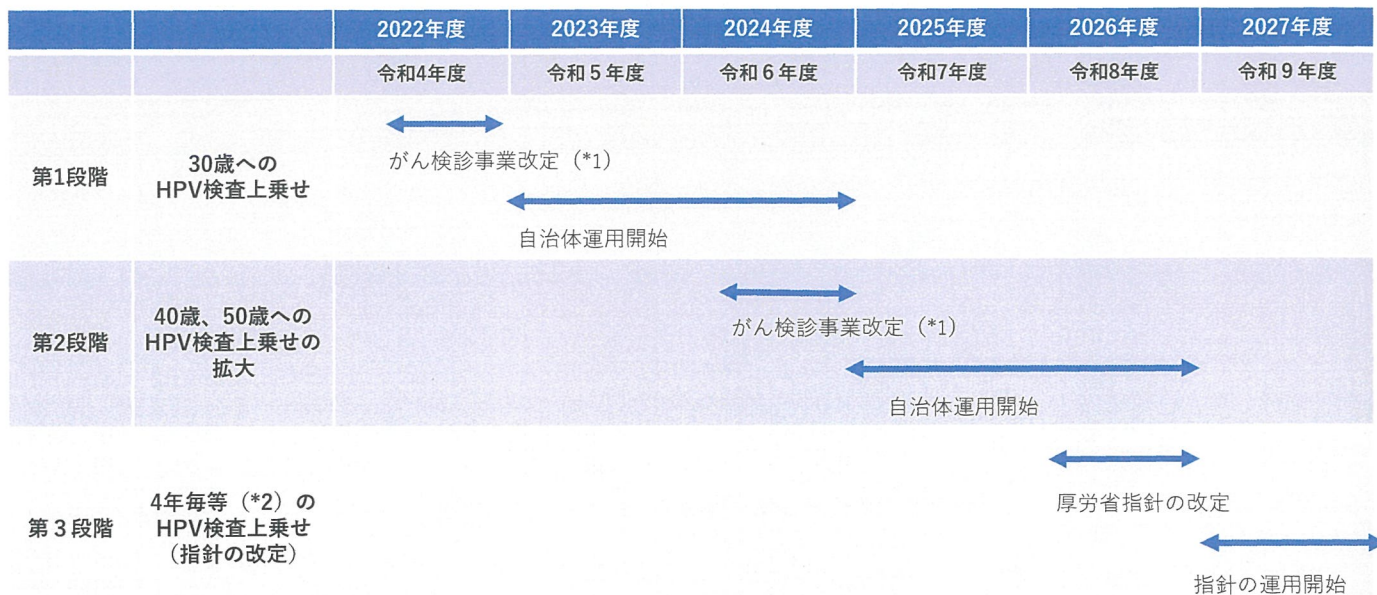 2022年度 2023年度 2024年度 2025年度 2026年度 2027年度
令和4年度 令和5年度 令和6年度 令和7年度 令和8年度 令和9年度
第1段階
30歳への
HPV検査上乗せ
がん検診事業改定（*1）
自治体運用開始
第2段階
40歳、50歳への
HPV検査上乗せの
拡大
がん検診事業改定（*1）
自治体運用開始
第３段階
4年毎等（*2）の
HPV検査上乗せ
（指針の改定）
厚労省指針の改定
指針の運用開始